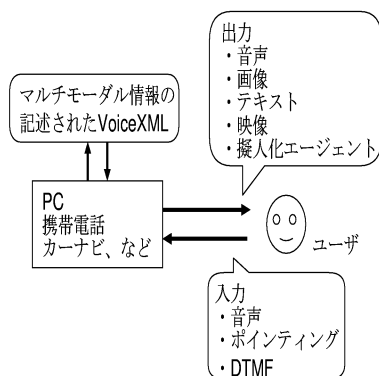 出力
・音声
・画像
・テキスト
・映像
・擬人化エージェント
マルチモーダル情報の
記述されたVoiceXML
PC
携帯電話
カーナビ、など
ユーザ
入力
・音声
・ポインティング
・DTMF